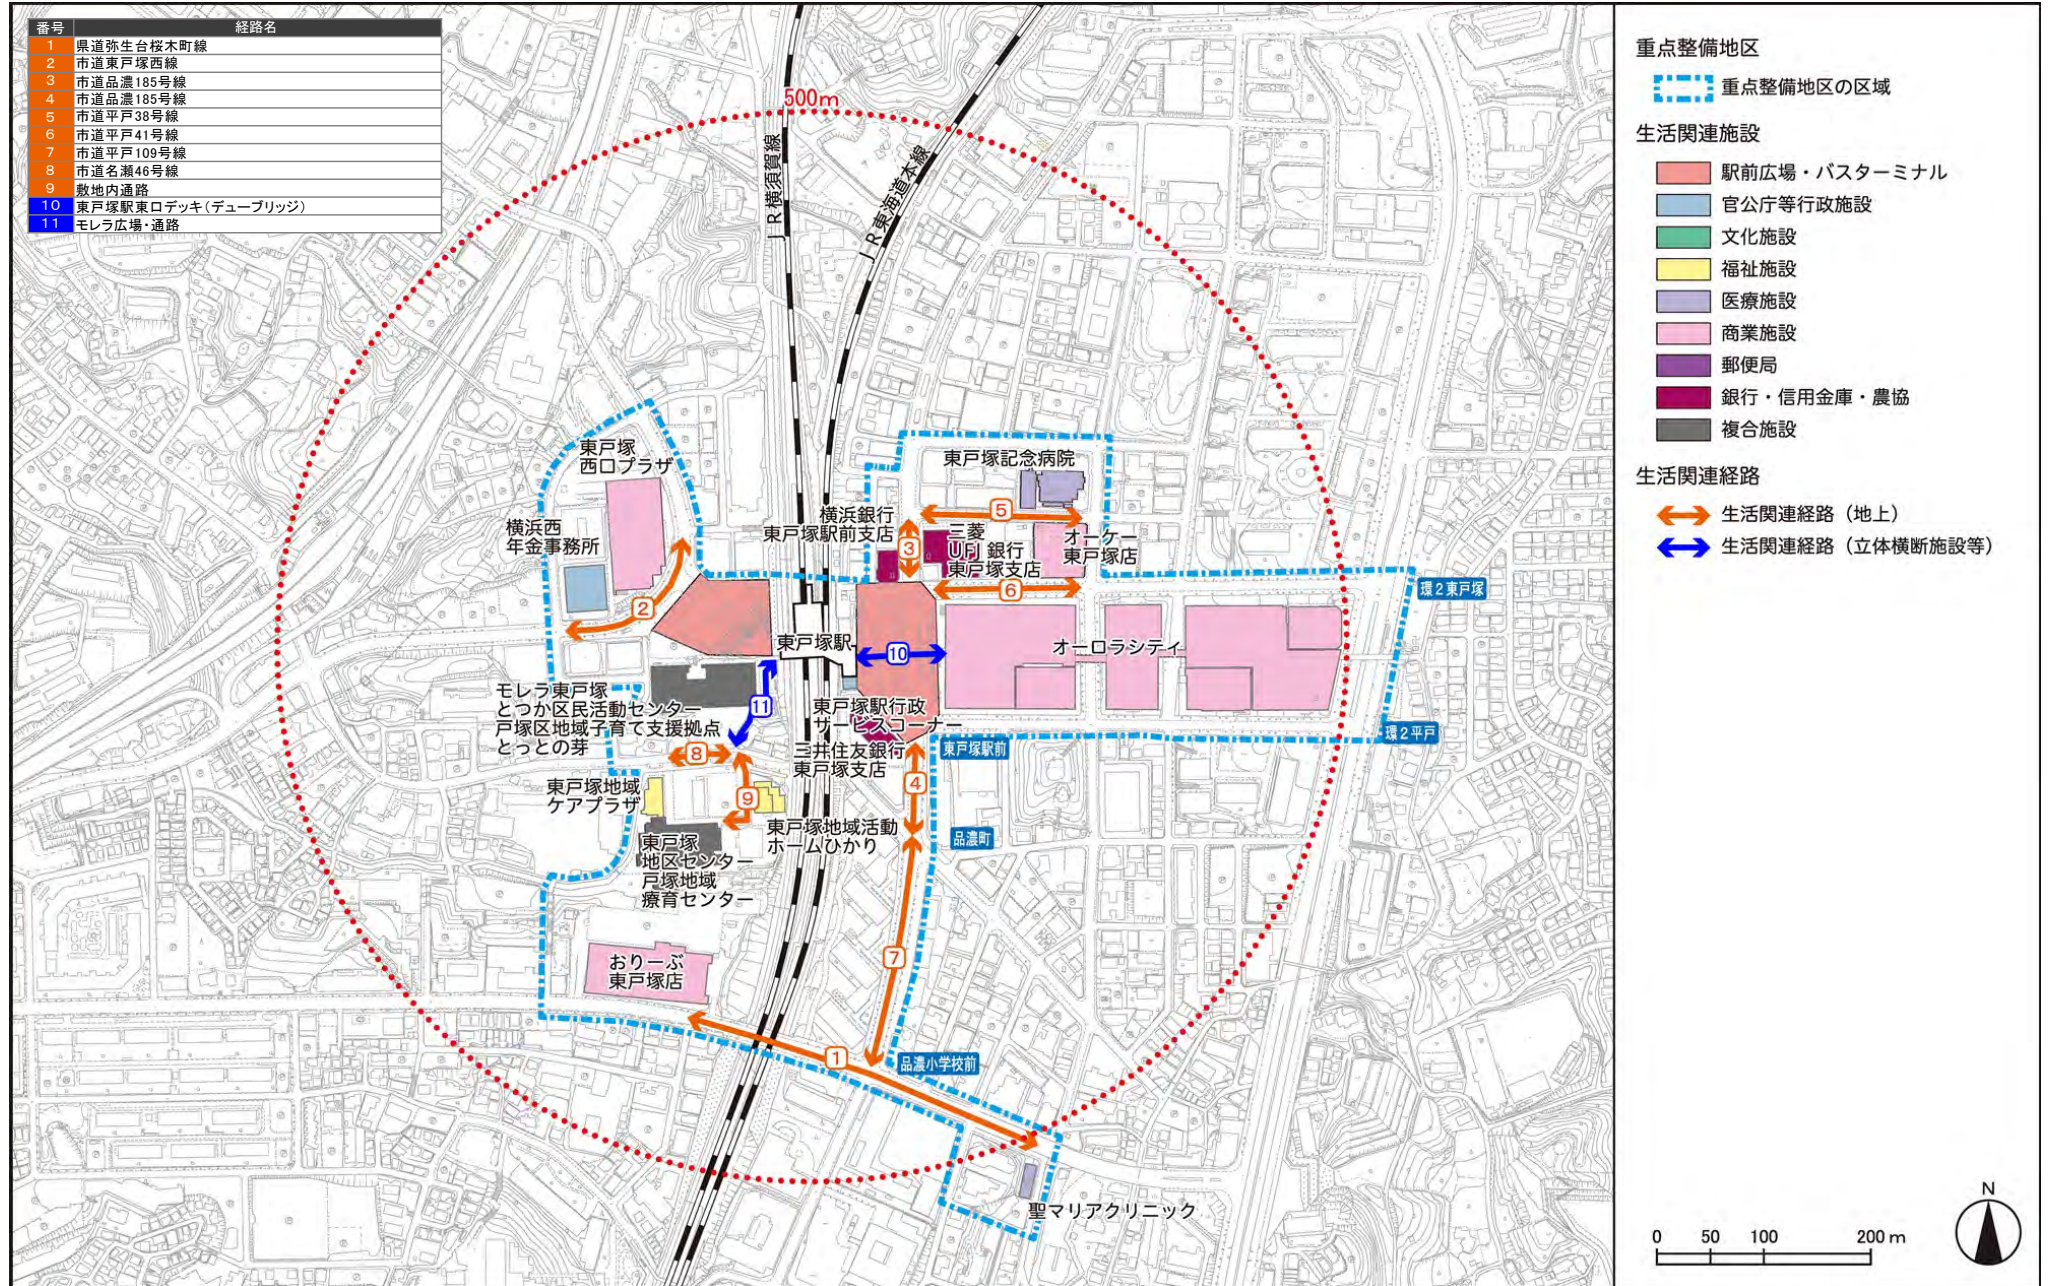 番号 経路名
1 県道弥生台桜木町線
2 市道東戸塚西線
3 市道品濃185号線
4 市道品濃185号線
5 市道平戸38号線
6 市道平戸41号線
7 市道平戸109号線
8 市道名瀬46号線
9 敷地内通路
10 東戸塚駅東口デッキ(デューブリッジ)
11 モレラ広場・通路
500m
JR横須賀線
JR東海道本線
東戸塚
西口プラザ
横浜西
年金事務所
東戸塚記念病院
横浜銀行
東戸塚駅前支店
三菱
UFJ 銀行
東戸塚支店
オーケー
東戸塚店
5
3
6
2
環2東戸塚
東戸塚駅
10
オーロラシティ
モレラ東戸塚
とつか区民活動センター
戸塚区地域子育て支援拠点
とっとの芽
11
東戸塚駅行政
サービスコーナー
三井住友銀行
東戸塚支店
東戸塚駅前
環2平戸
8
4
9
東戸塚地域
ケアプラザ
東戸塚地域活動
ホームひかり
品濃町
東戸塚
地区センター
戸塚地域
療育センター
おりーぶ
東戸塚店
7
1
品濃小学校前
聖マリアクリニック
重点整備地区
重点整備地区の区域
生活関連施設
駅前広場・バスターミナル
官公庁等行政施設
文化施設
福祉施設
医療施設
商業施設
郵便局
銀行・信用金庫・農協
複合施設
生活関連経路
生活関連経路(地上)
生活関連経路(立体横断施設等)
N
0 50 100 200 m